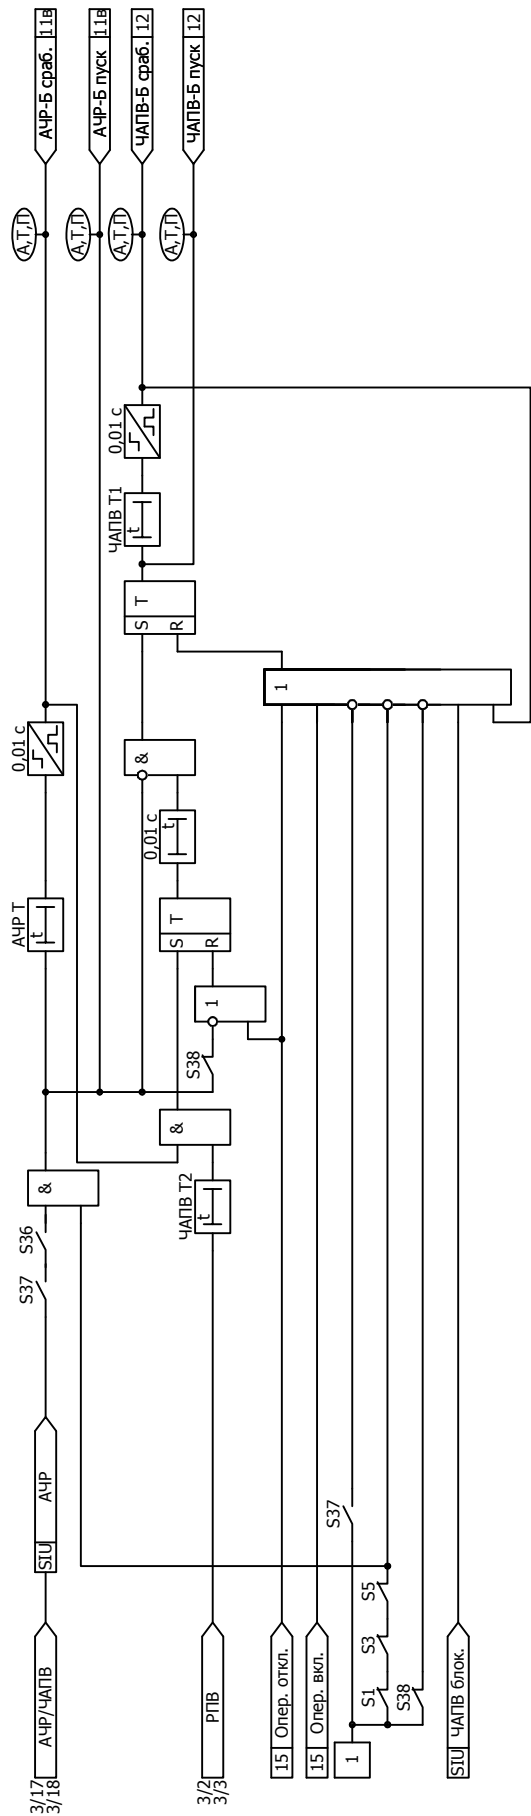 3/17
3/18
АЧР/ЧАПВ
SIU АЧР
S37
S36
&
АЧР T
t
0,01 с
А,Т,П
АЧР-Б сраб. 11в
А,Т,П
АЧР-Б пуск 11в
3/2
3/3
РПВ
ЧАПВ T2
t
&
S38
1
S T
R
0,01 с
t
&
S T
R
ЧАПВ T1
t
0,01 с
А,Т,П
ЧАПВ-Б сраб. 12
А,Т,П
ЧАПВ-Б пуск 12
15 Опер. откл.
15 Опер. вкл.
1
S37
S1
S3
S5
S38
SIU ЧАПВ блок.
1